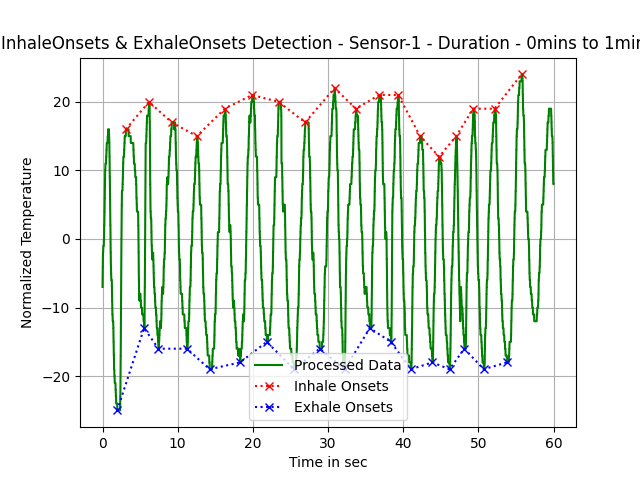 InhaleOnsets & ExhaleOnsets Detection - Sensor-1 - Duration - 0mins to 1min
Normalized Temperature
20
10
0
−10
−20
0
10
20
30
40
50
60
Time in sec
Processed Data
Inhale Onsets
Exhale Onsets